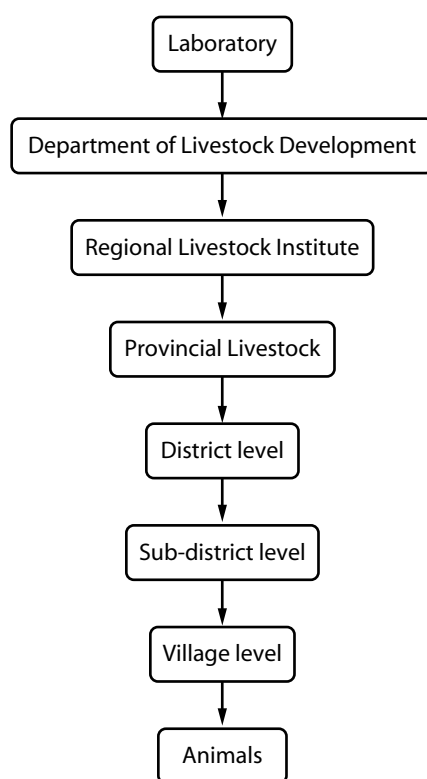 Laboratory
Department of Livestock Development
Regional Livestock Institute
Provincial Livestock
District level
Sub-district level
Village level
Animals